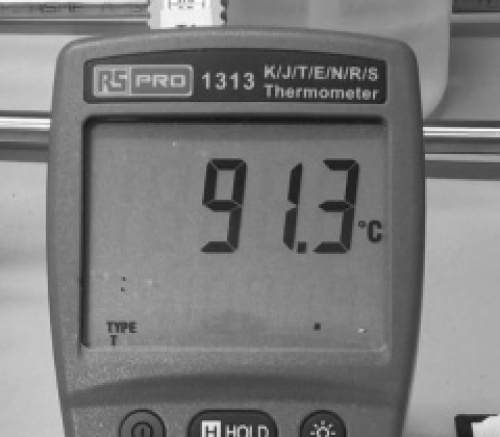 RS PRO 1313 K/J/T/E/N/R/S
Thermometer
91.3 °C
TYPE
T
H HOLD